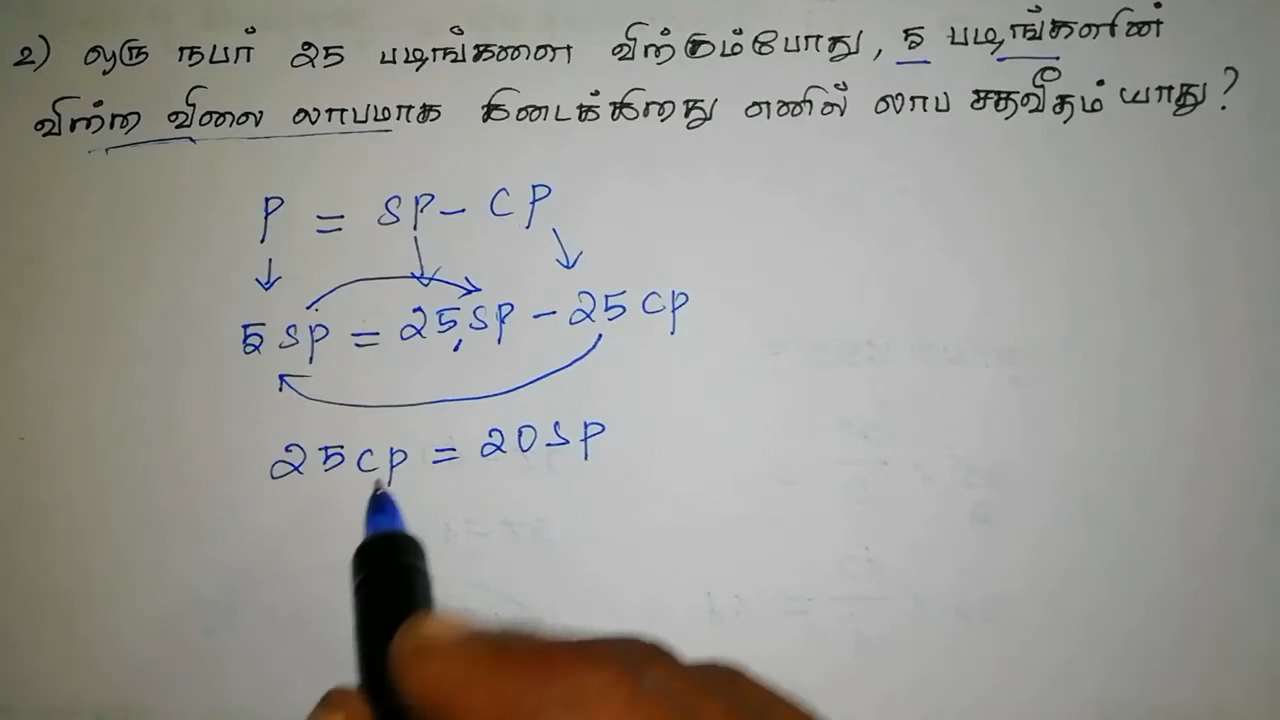 2) ஒரு நபர் 25 படிங்களை விற்கும்போது, 5 படிங்களின்
விற்ற விலை லாபமாக கிடைக்கிறது எனில் லாப சதவீதம் யாது?
P = SP - CP
5 SP = 25 SP - 25 CP
25 CP = 20 SP